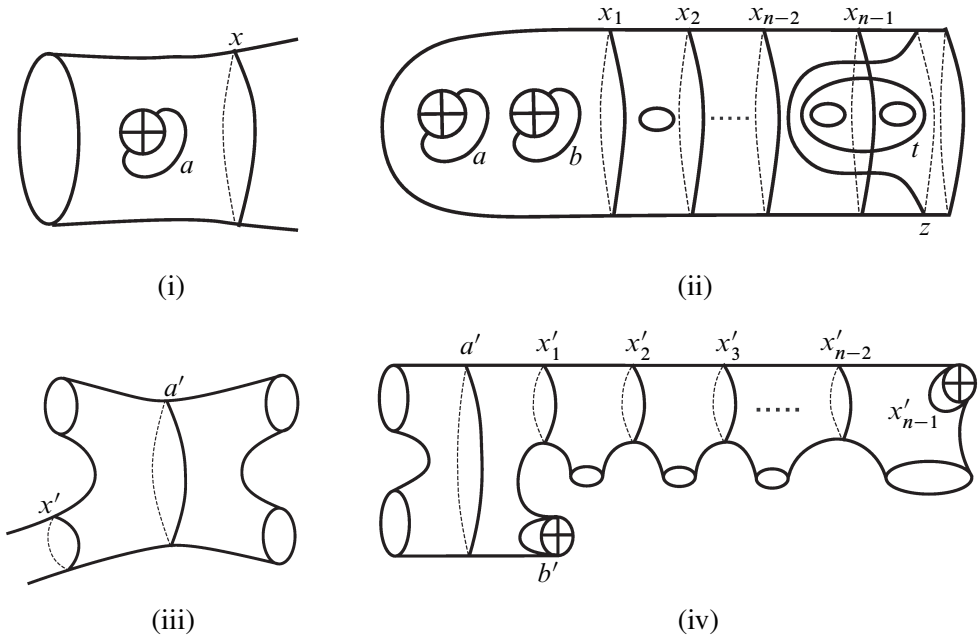 x
a
(i)
x₁ x₂ xₙ₋₂ xₙ₋₁
a b ..... t
z
(ii)
a′
x′
(iii)
a′ x′₁ x′₂ x′₃ x′ₙ₋₂
..... x′ₙ₋₁
b′
(iv)